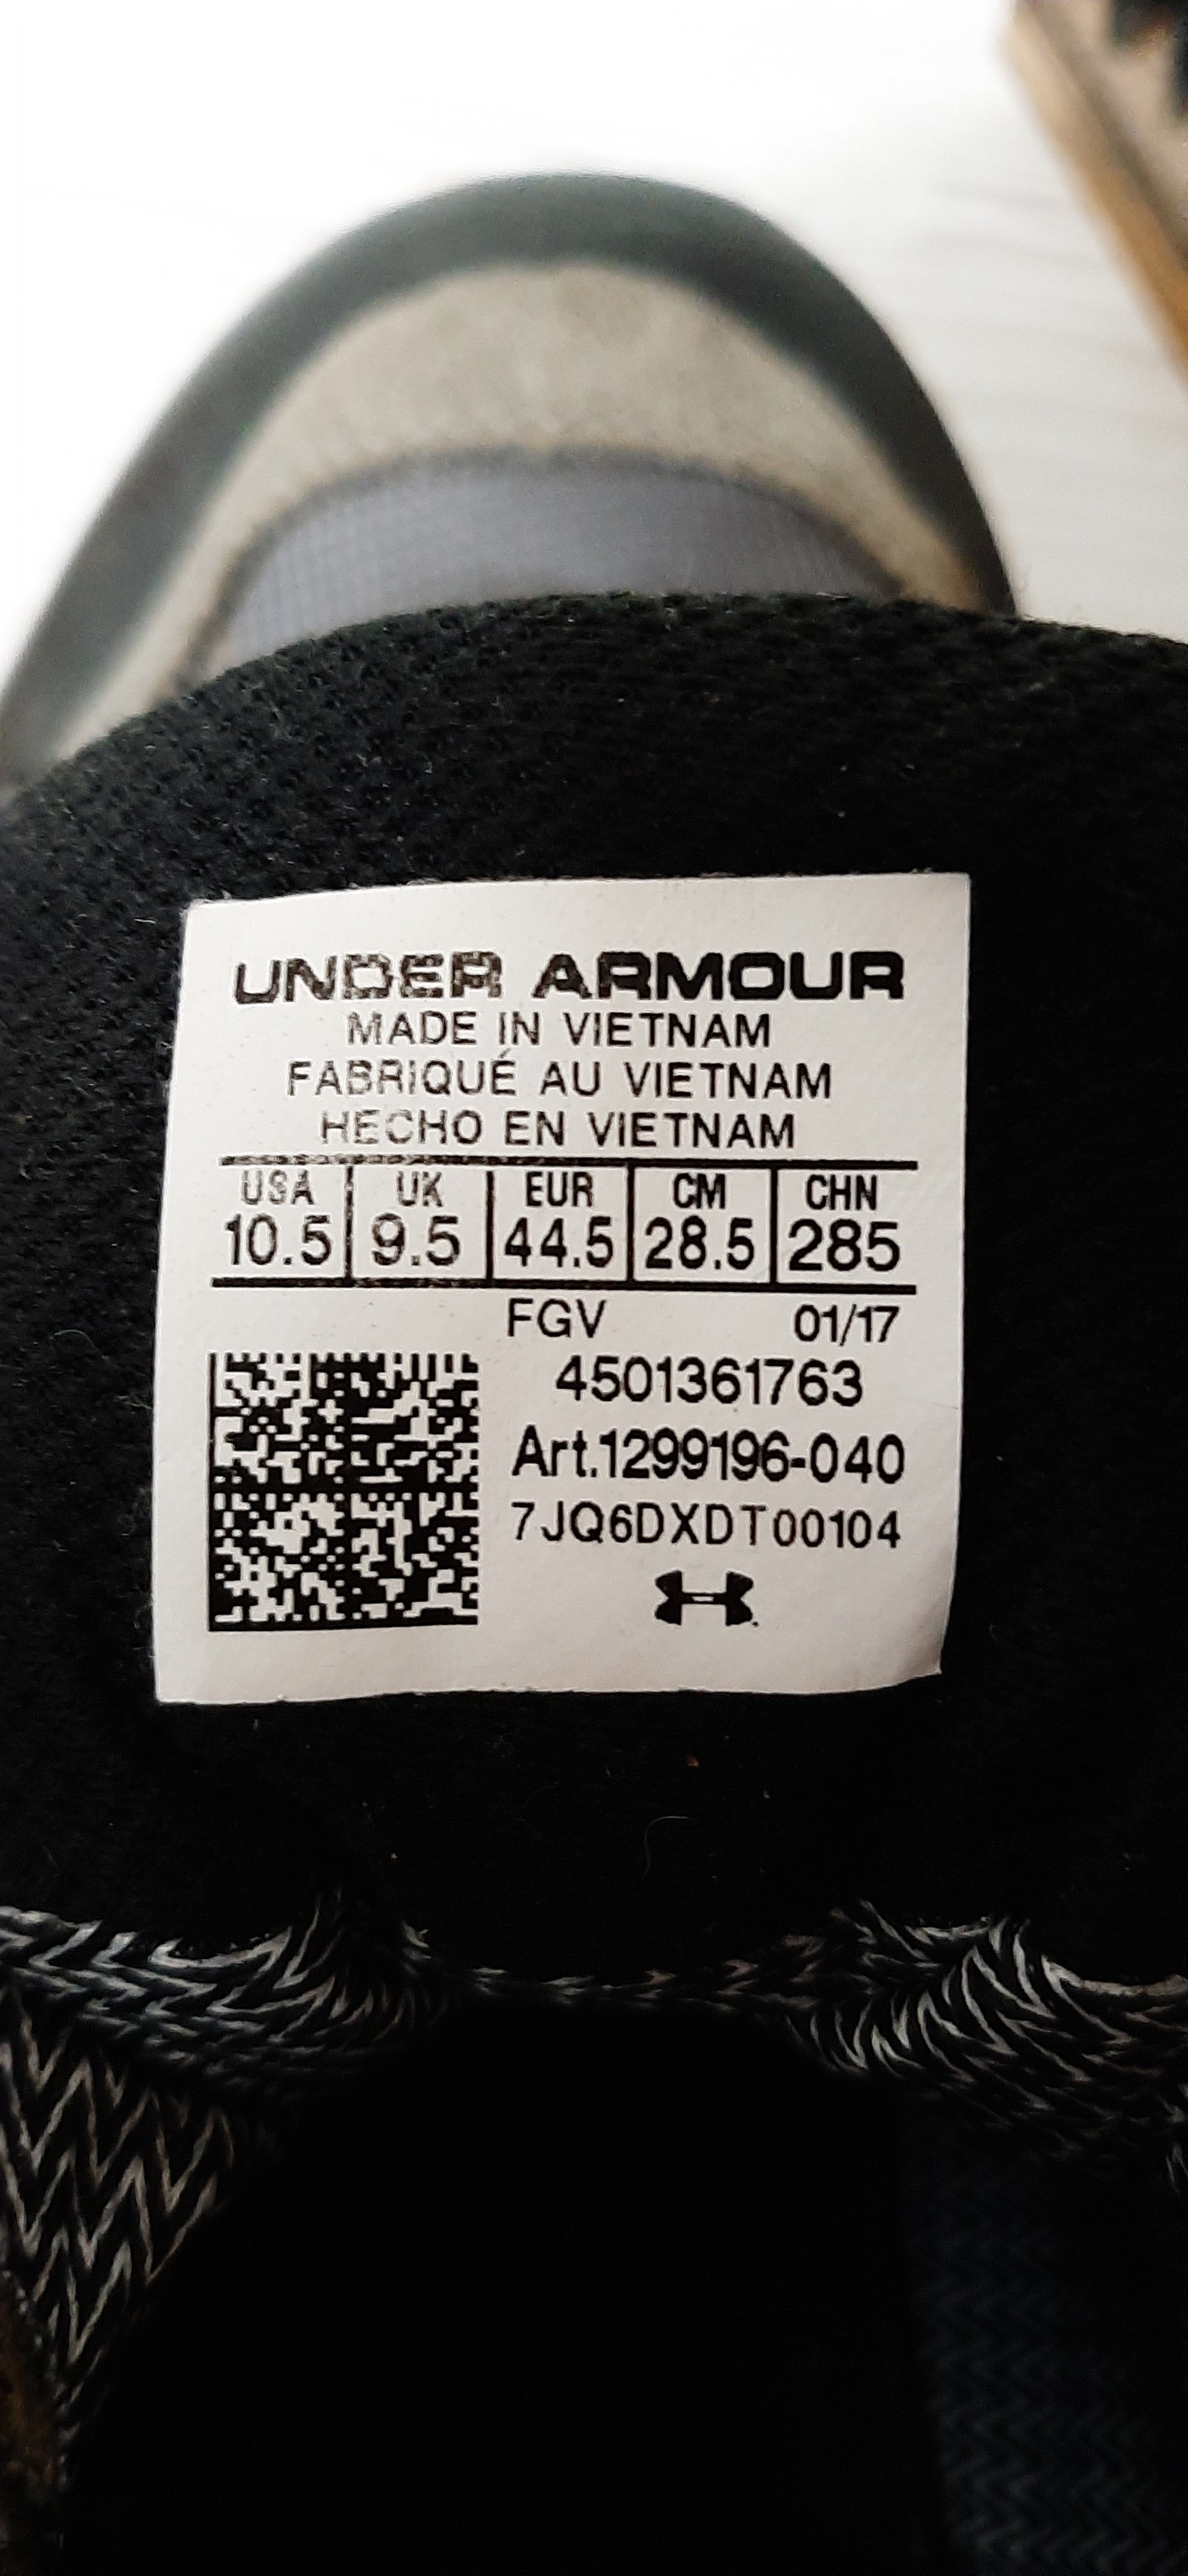 UNDER ARMOUR
MADE IN VIETNAM
FABRIQUÉ AU VIETNAM
HECHO EN VIETNAM
USA UK EUR CM CHN
10.5 9.5 44.5 28.5 285
FGV 01/17
4501361763
Art.1299196-040
7JQ6DXDT00104